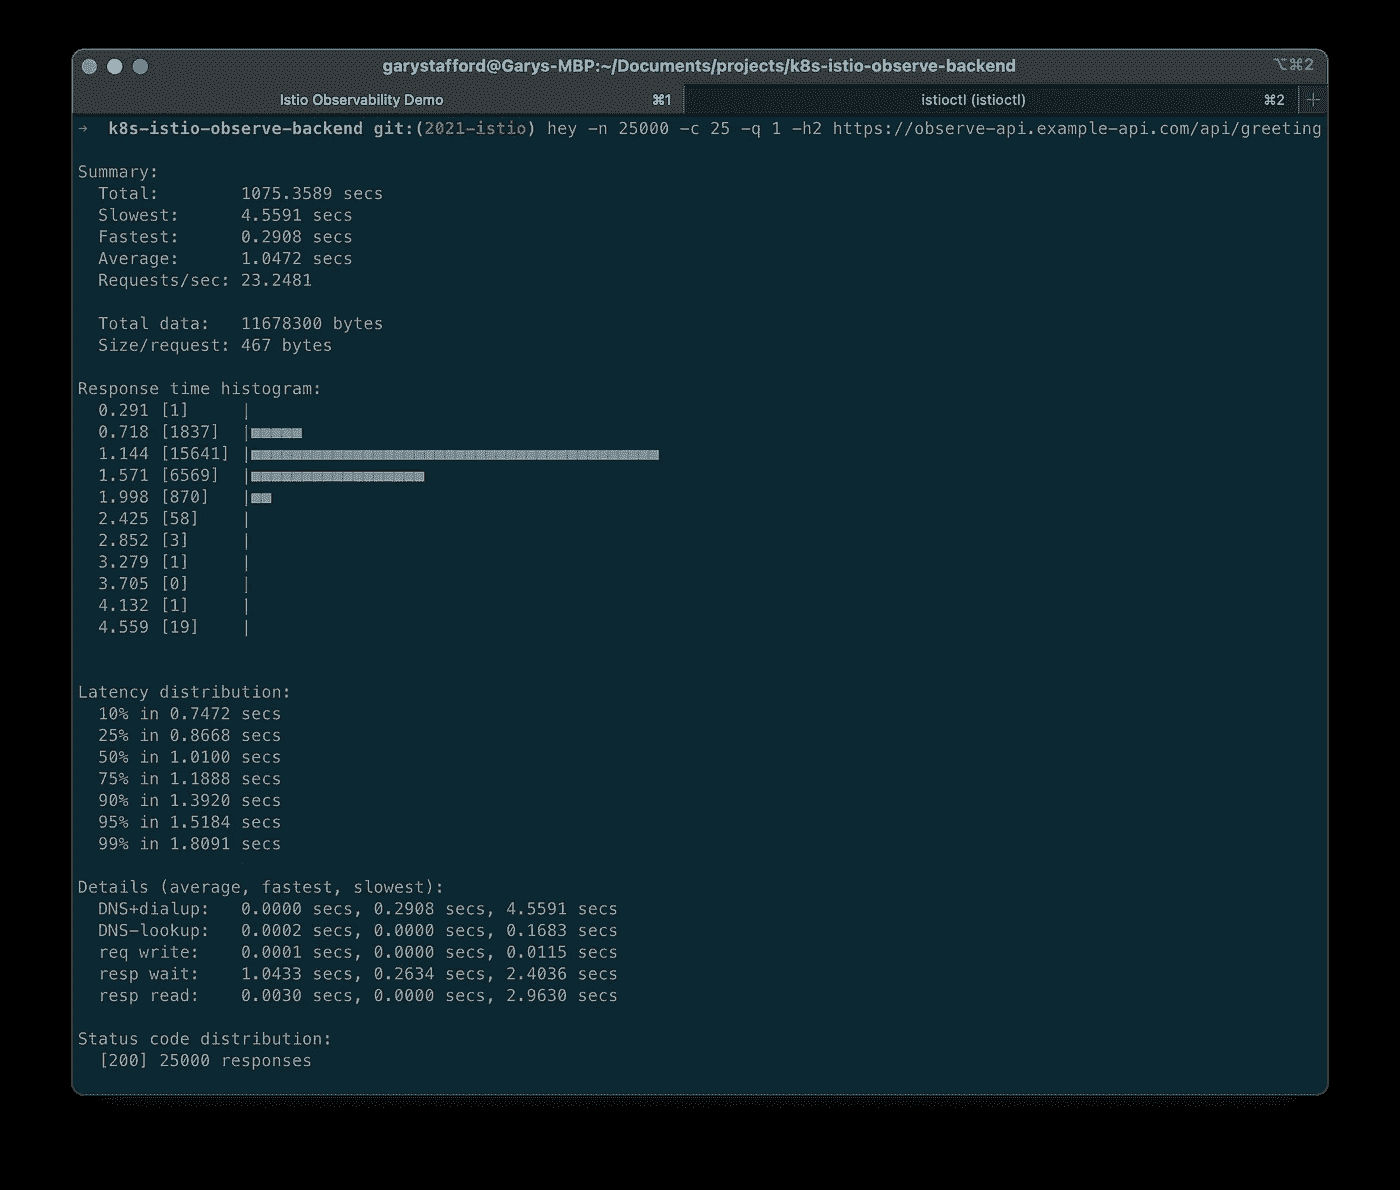 garystafford@Garys-MBP:~/Documents/projects/k8s-istio-observe-backend ⌥⌘2
Istio Observability Demo ⌘1 istioctl (istioctl) ⌘2 +
→ k8s-istio-observe-backend git:(2021-istio) hey -n 25000 -c 25 -q 1 -h2 https://observe-api.example-api.com/api/greeting
Summary:
Total: 1075.3589 secs
Slowest: 4.5591 secs
Fastest: 0.2908 secs
Average: 1.0472 secs
Requests/sec: 23.2481
Total data: 11678300 bytes
Size/request: 467 bytes
Response time histogram:
0.291 [1] |
0.718 [1837] |■■■■■
1.144 [15641] |■■■■■■■■■■■■■■■■■■■■■■■■■■■■■■■■■■■■■■■■
1.571 [6569] |■■■■■■■■■■■■■■■■■
1.998 [870] |■■
2.425 [58] |
2.852 [3] |
3.279 [1] |
3.705 [0] |
4.132 [1] |
4.559 [19] |
Latency distribution:
10% in 0.7472 secs
25% in 0.8668 secs
50% in 1.0100 secs
75% in 1.1888 secs
90% in 1.3920 secs
95% in 1.5184 secs
99% in 1.8091 secs
Details (average, fastest, slowest):
DNS+dialup: 0.0000 secs, 0.2908 secs, 4.5591 secs
DNS-lookup: 0.0002 secs, 0.0000 secs, 0.1683 secs
req write: 0.0001 secs, 0.0000 secs, 0.0115 secs
resp wait: 1.0433 secs, 0.2634 secs, 2.4036 secs
resp read: 0.0030 secs, 0.0000 secs, 2.9630 secs
Status code distribution:
[200] 25000 responses